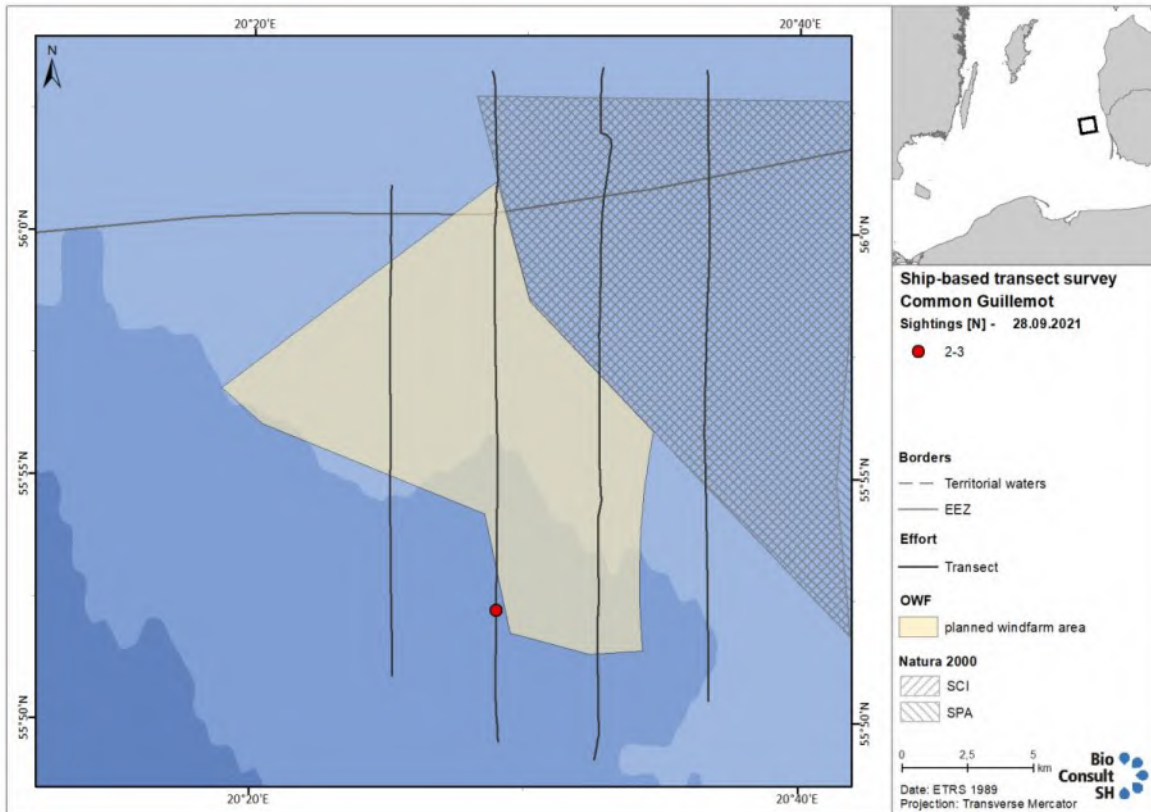 20°20'E
20°40'E
N
56°0'N
56°0'N
55°55'N
55°55'N
55°50'N
55°50'N
20°20'E
20°40'E
Ship-based transect survey
Common Guillemot
Sightings [N] - 28.09.2021
2-3
Borders
Territorial waters
EEZ
Effort
Transect
OWF
planned windfarm area
Natura 2000
SCI
SPA
0 2,5 5
km
Date: ETRS 1989
Projection: Transverse Mercator
Bio
Consult
SH